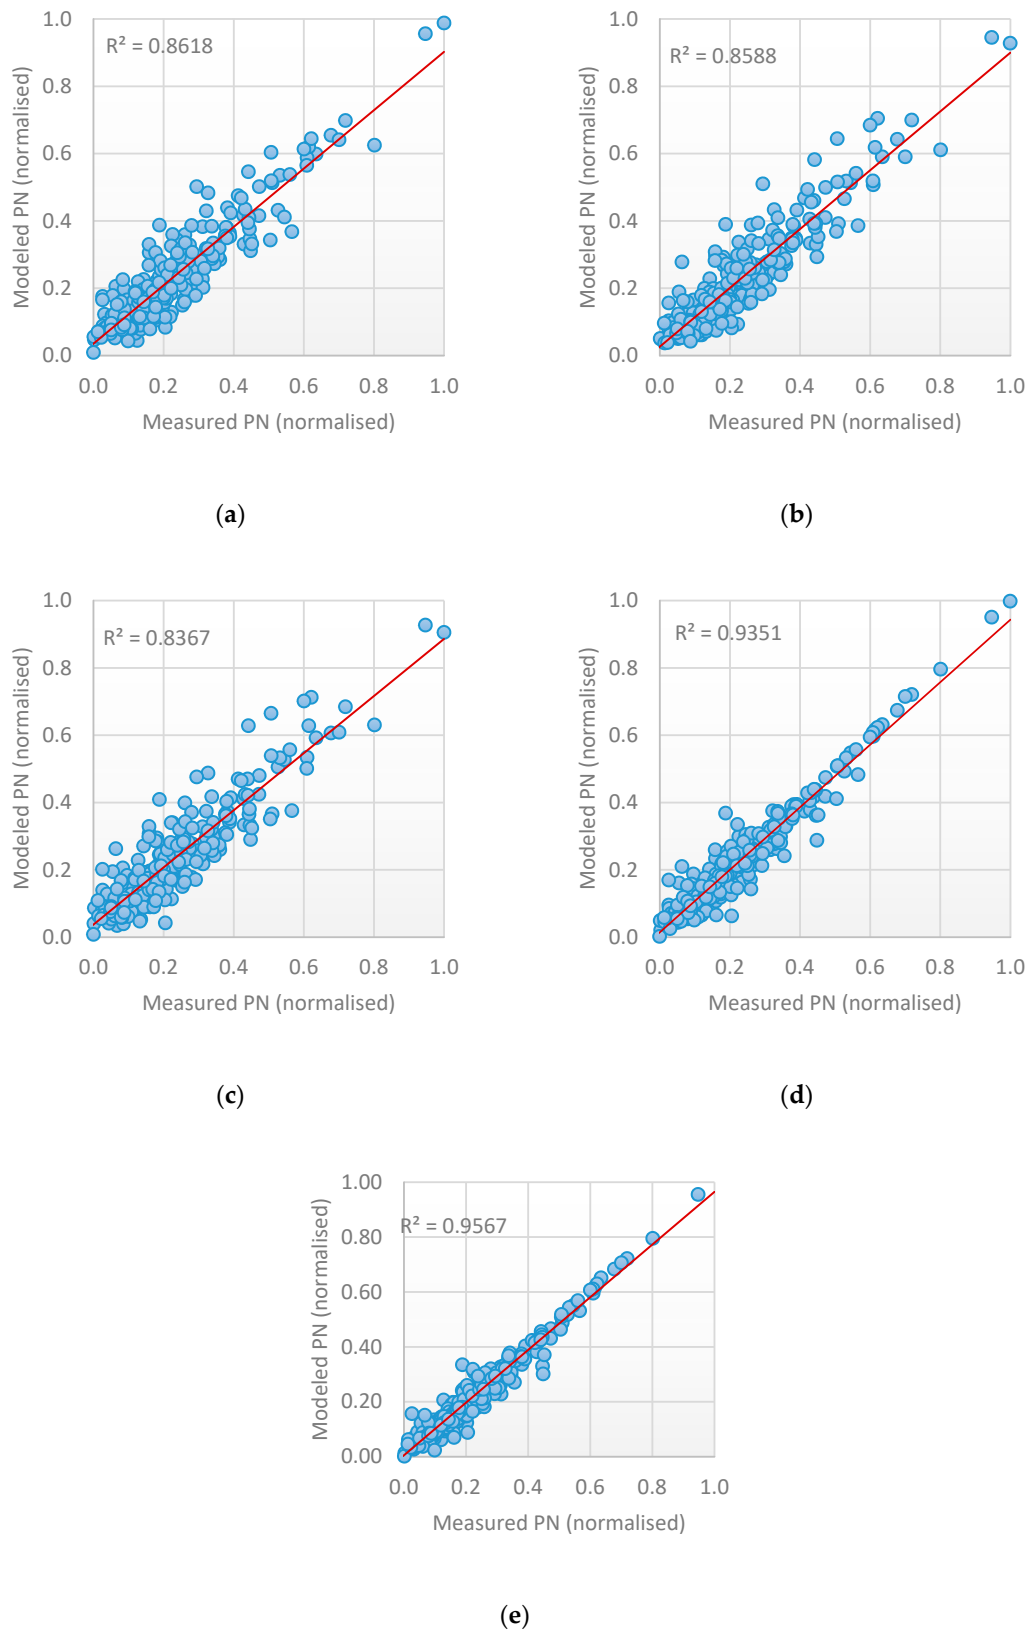 R² = 0.8618
1.0
0.8
0.6
0.4
0.2
0.0
Modeled PN (normalised)
0.0 0.2 0.4 0.6 0.8 1.0
Measured PN (normalised)
(a)
R² = 0.8588
1.0
0.8
0.6
0.4
0.2
0.0
Modeled PN (normalised)
0.0 0.2 0.4 0.6 0.8 1.0
Measured PN (normalised)
(b)
R² = 0.8367
1.0
0.8
0.6
0.4
0.2
0.0
Modeled PN (normalised)
0.0 0.2 0.4 0.6 0.8 1.0
Measured PN (normalised)
(c)
R² = 0.9351
1.0
0.8
0.6
0.4
0.2
0.0
Modeled PN (normalised)
0.0 0.2 0.4 0.6 0.8 1.0
Measured PN (normalised)
(d)
R² = 0.9567
1.00
0.80
0.60
0.40
0.20
0.00
Modeled PN (normalised)
0.0 0.2 0.4 0.6 0.8 1.0
Measured PN (normalised)
(e)